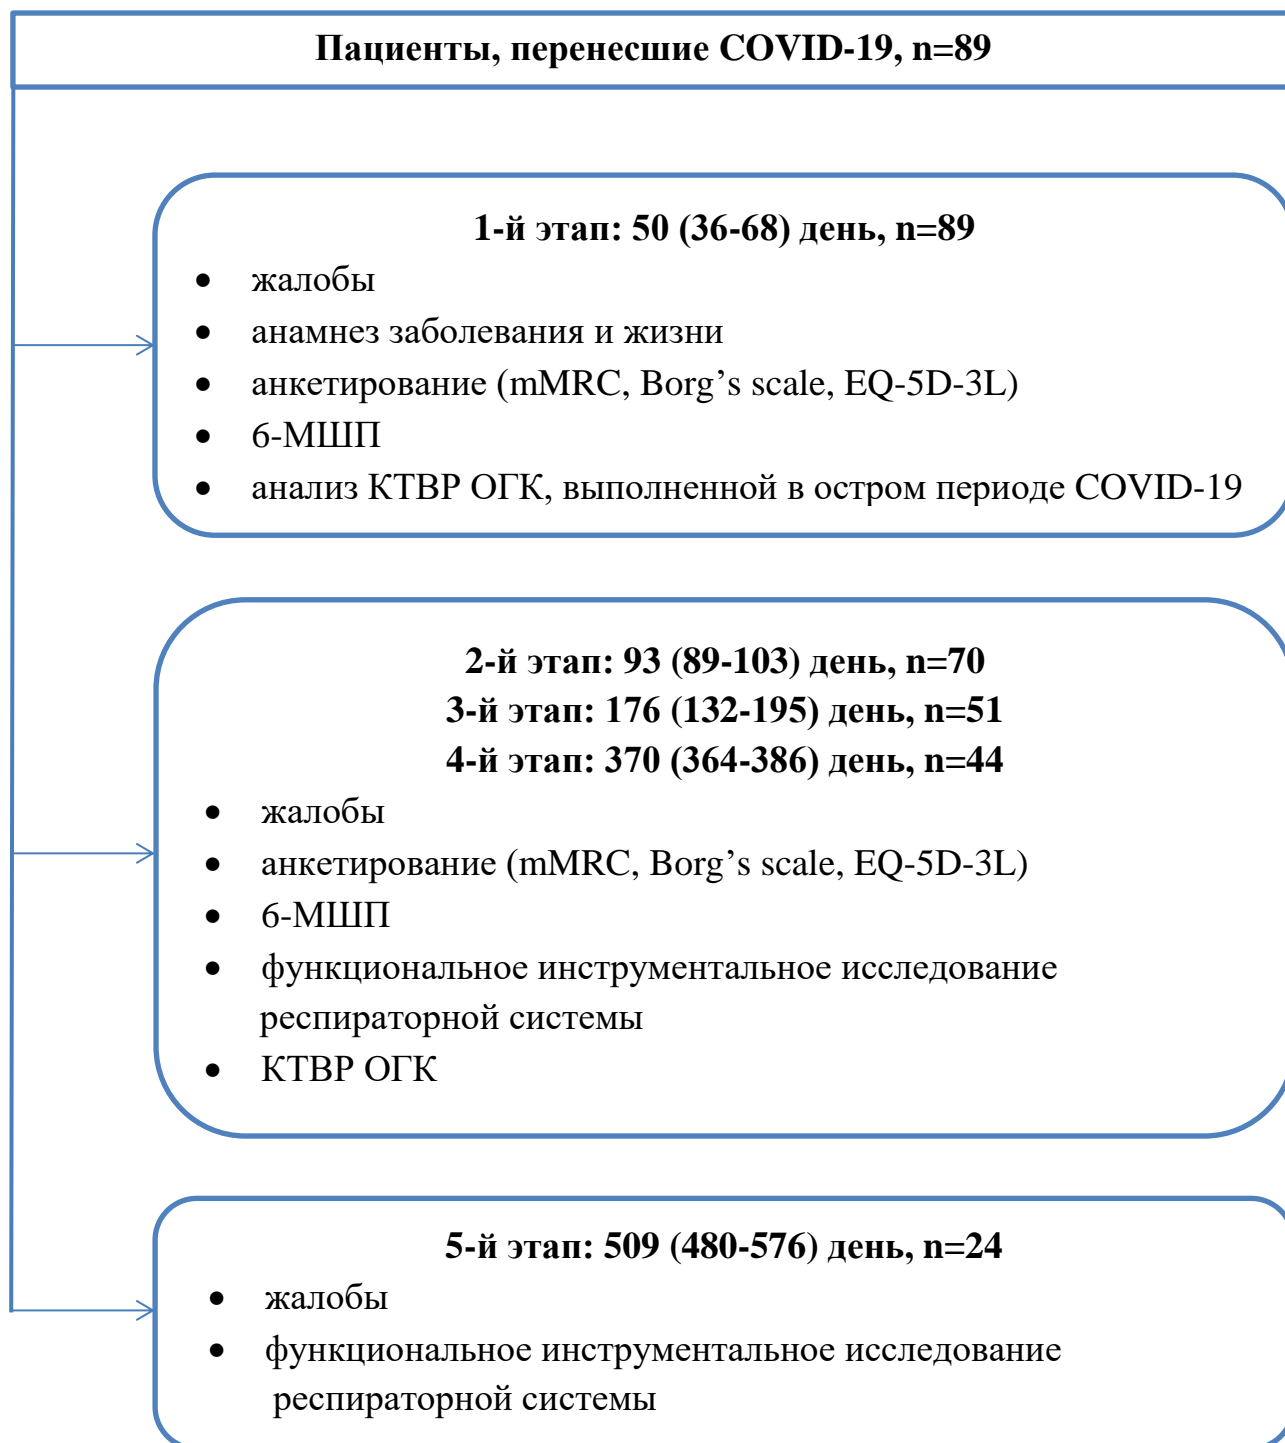 Пациенты, перенесшие COVID-19, n=89
1-й этап: 50 (36-68) день, n=89
• жалобы
• анамнез заболевания и жизни
• анкетирование (mMRC, Borg’s scale, EQ-5D-3L)
• 6-МШП
• анализ КТВР ОГК, выполненной в остром периоде COVID-19
2-й этап: 93 (89-103) день, n=70
3-й этап: 176 (132-195) день, n=51
4-й этап: 370 (364-386) день, n=44
• жалобы
• анкетирование (mMRC, Borg’s scale, EQ-5D-3L)
• 6-МШП
• функциональное инструментальное исследование
респираторной системы
• КТВР ОГК
5-й этап: 509 (480-576) день, n=24
• жалобы
• функциональное инструментальное исследование
респираторной системы